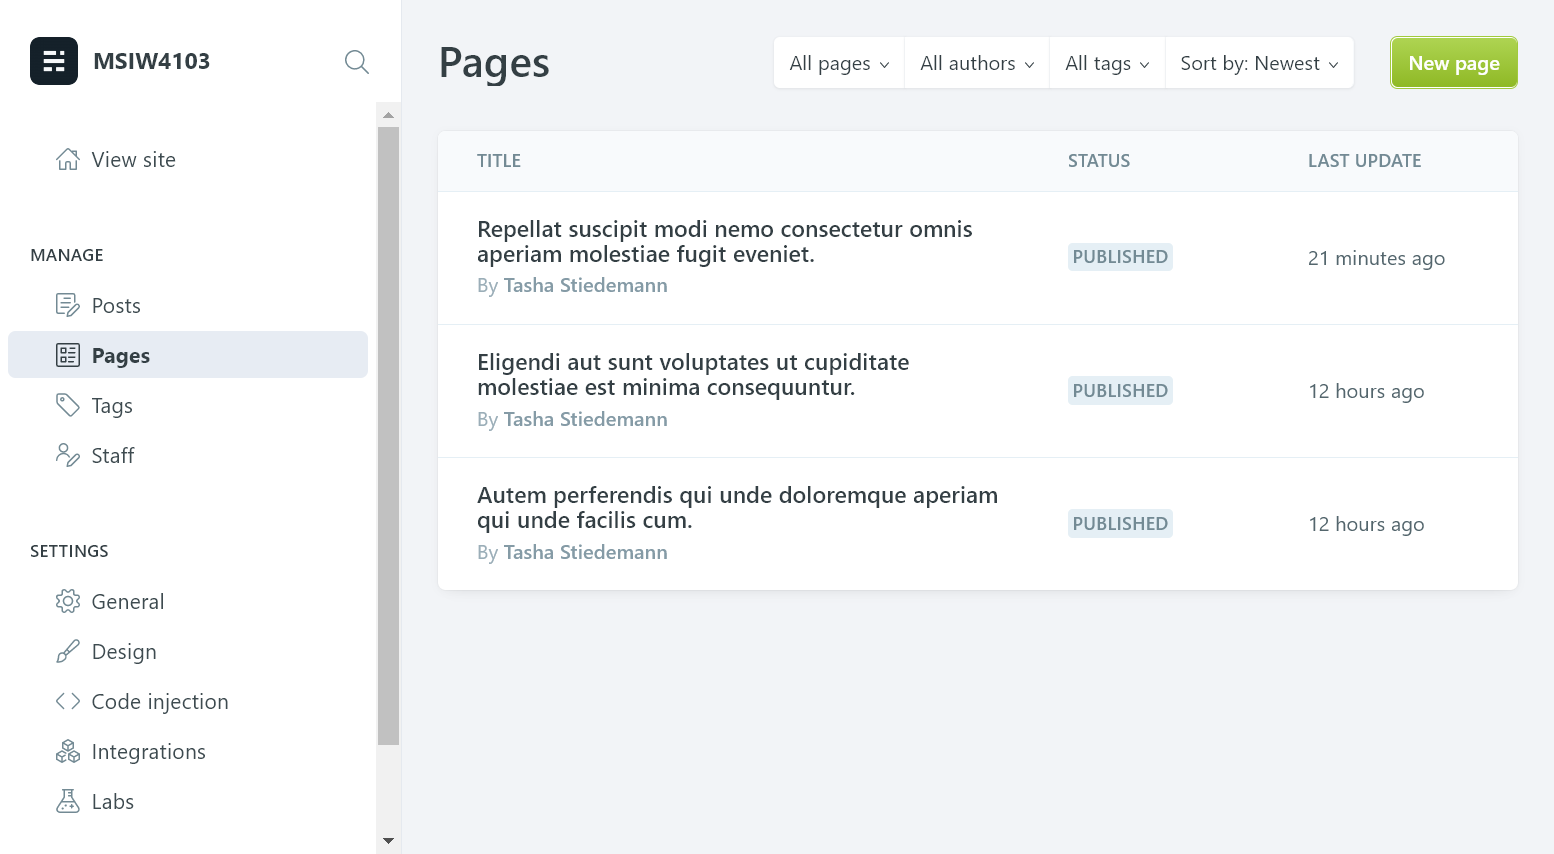 MSIW4103
View site
MANAGE
Posts
Pages
Tags
Staff
SETTINGS
General
Design
Code injection
Integrations
Labs
Pages
All pages
All authors
All tags
Sort by: Newest
New page
TITLE
STATUS
LAST UPDATE
Repellat suscipit modi nemo consectetur omnis
aperiam molestiae fugit eveniet.
By Tasha Stiedemann
PUBLISHED
21 minutes ago
Eligendi aut sunt voluptates ut cupiditate
molestiae est minima consequuntur.
By Tasha Stiedemann
PUBLISHED
12 hours ago
Autem perferendis qui unde doloremque aperiam
qui unde facilis cum.
By Tasha Stiedemann
PUBLISHED
12 hours ago